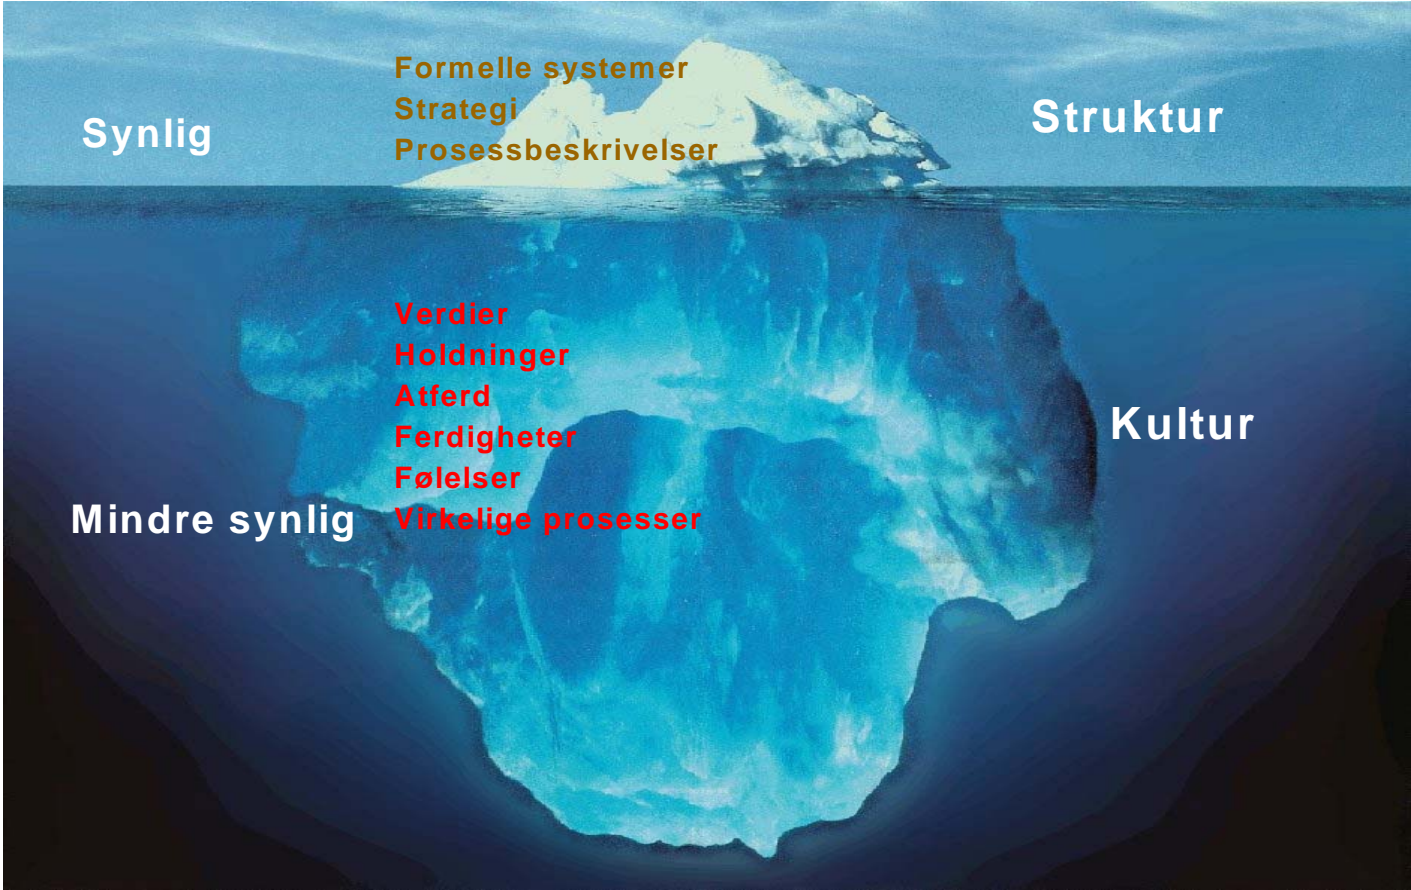 Formelle systemer
Strategi
Prosessbeskrivelser
Synlig
Struktur
Verdier
Holdninger
Atferd
Ferdigheter
Følelser
Virkelige prosesser
Mindre synlig
Kultur